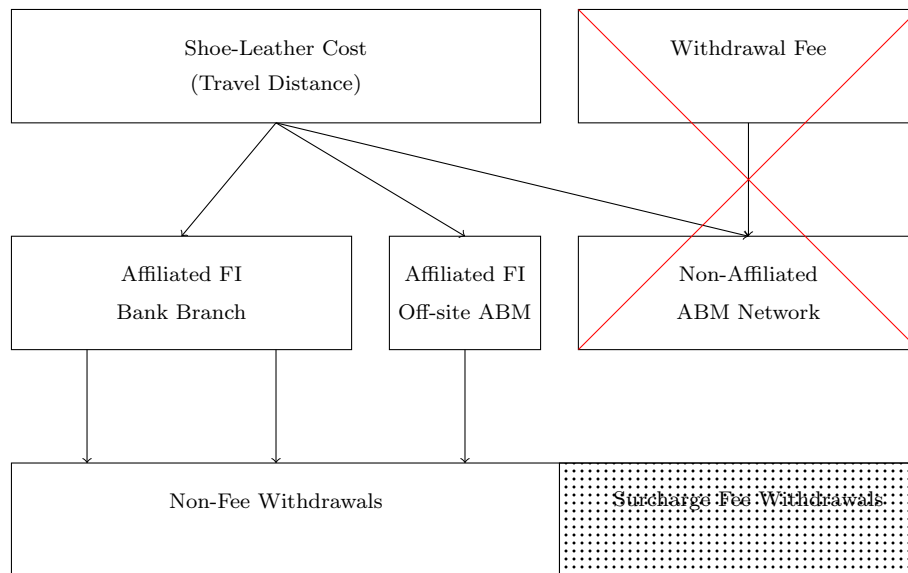 Shoe-Leather Cost
(Travel Distance)
Withdrawal Fee
Affiliated FI
Bank Branch
Affiliated FI
Off-site ABM
Non-Affiliated
ABM Network
Non-Fee Withdrawals
Surcharge Fee Withdrawals